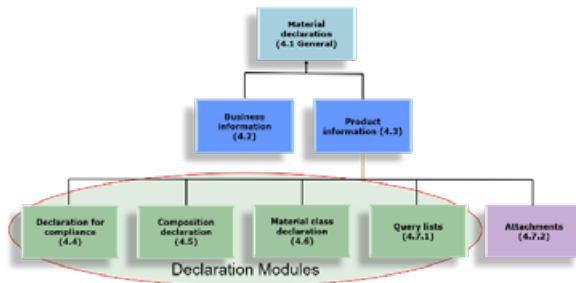 Material
declaration
(4.1 General)
Business
information
(4.2)
Product
information (4.3)
Declaration for
compliance
(4.4)
Composition
declaration
(4.5)
Material class
declaration
(4.6)
Query lists
(4.7.1)
Attachments
(4.7.2)
Declaration Modules